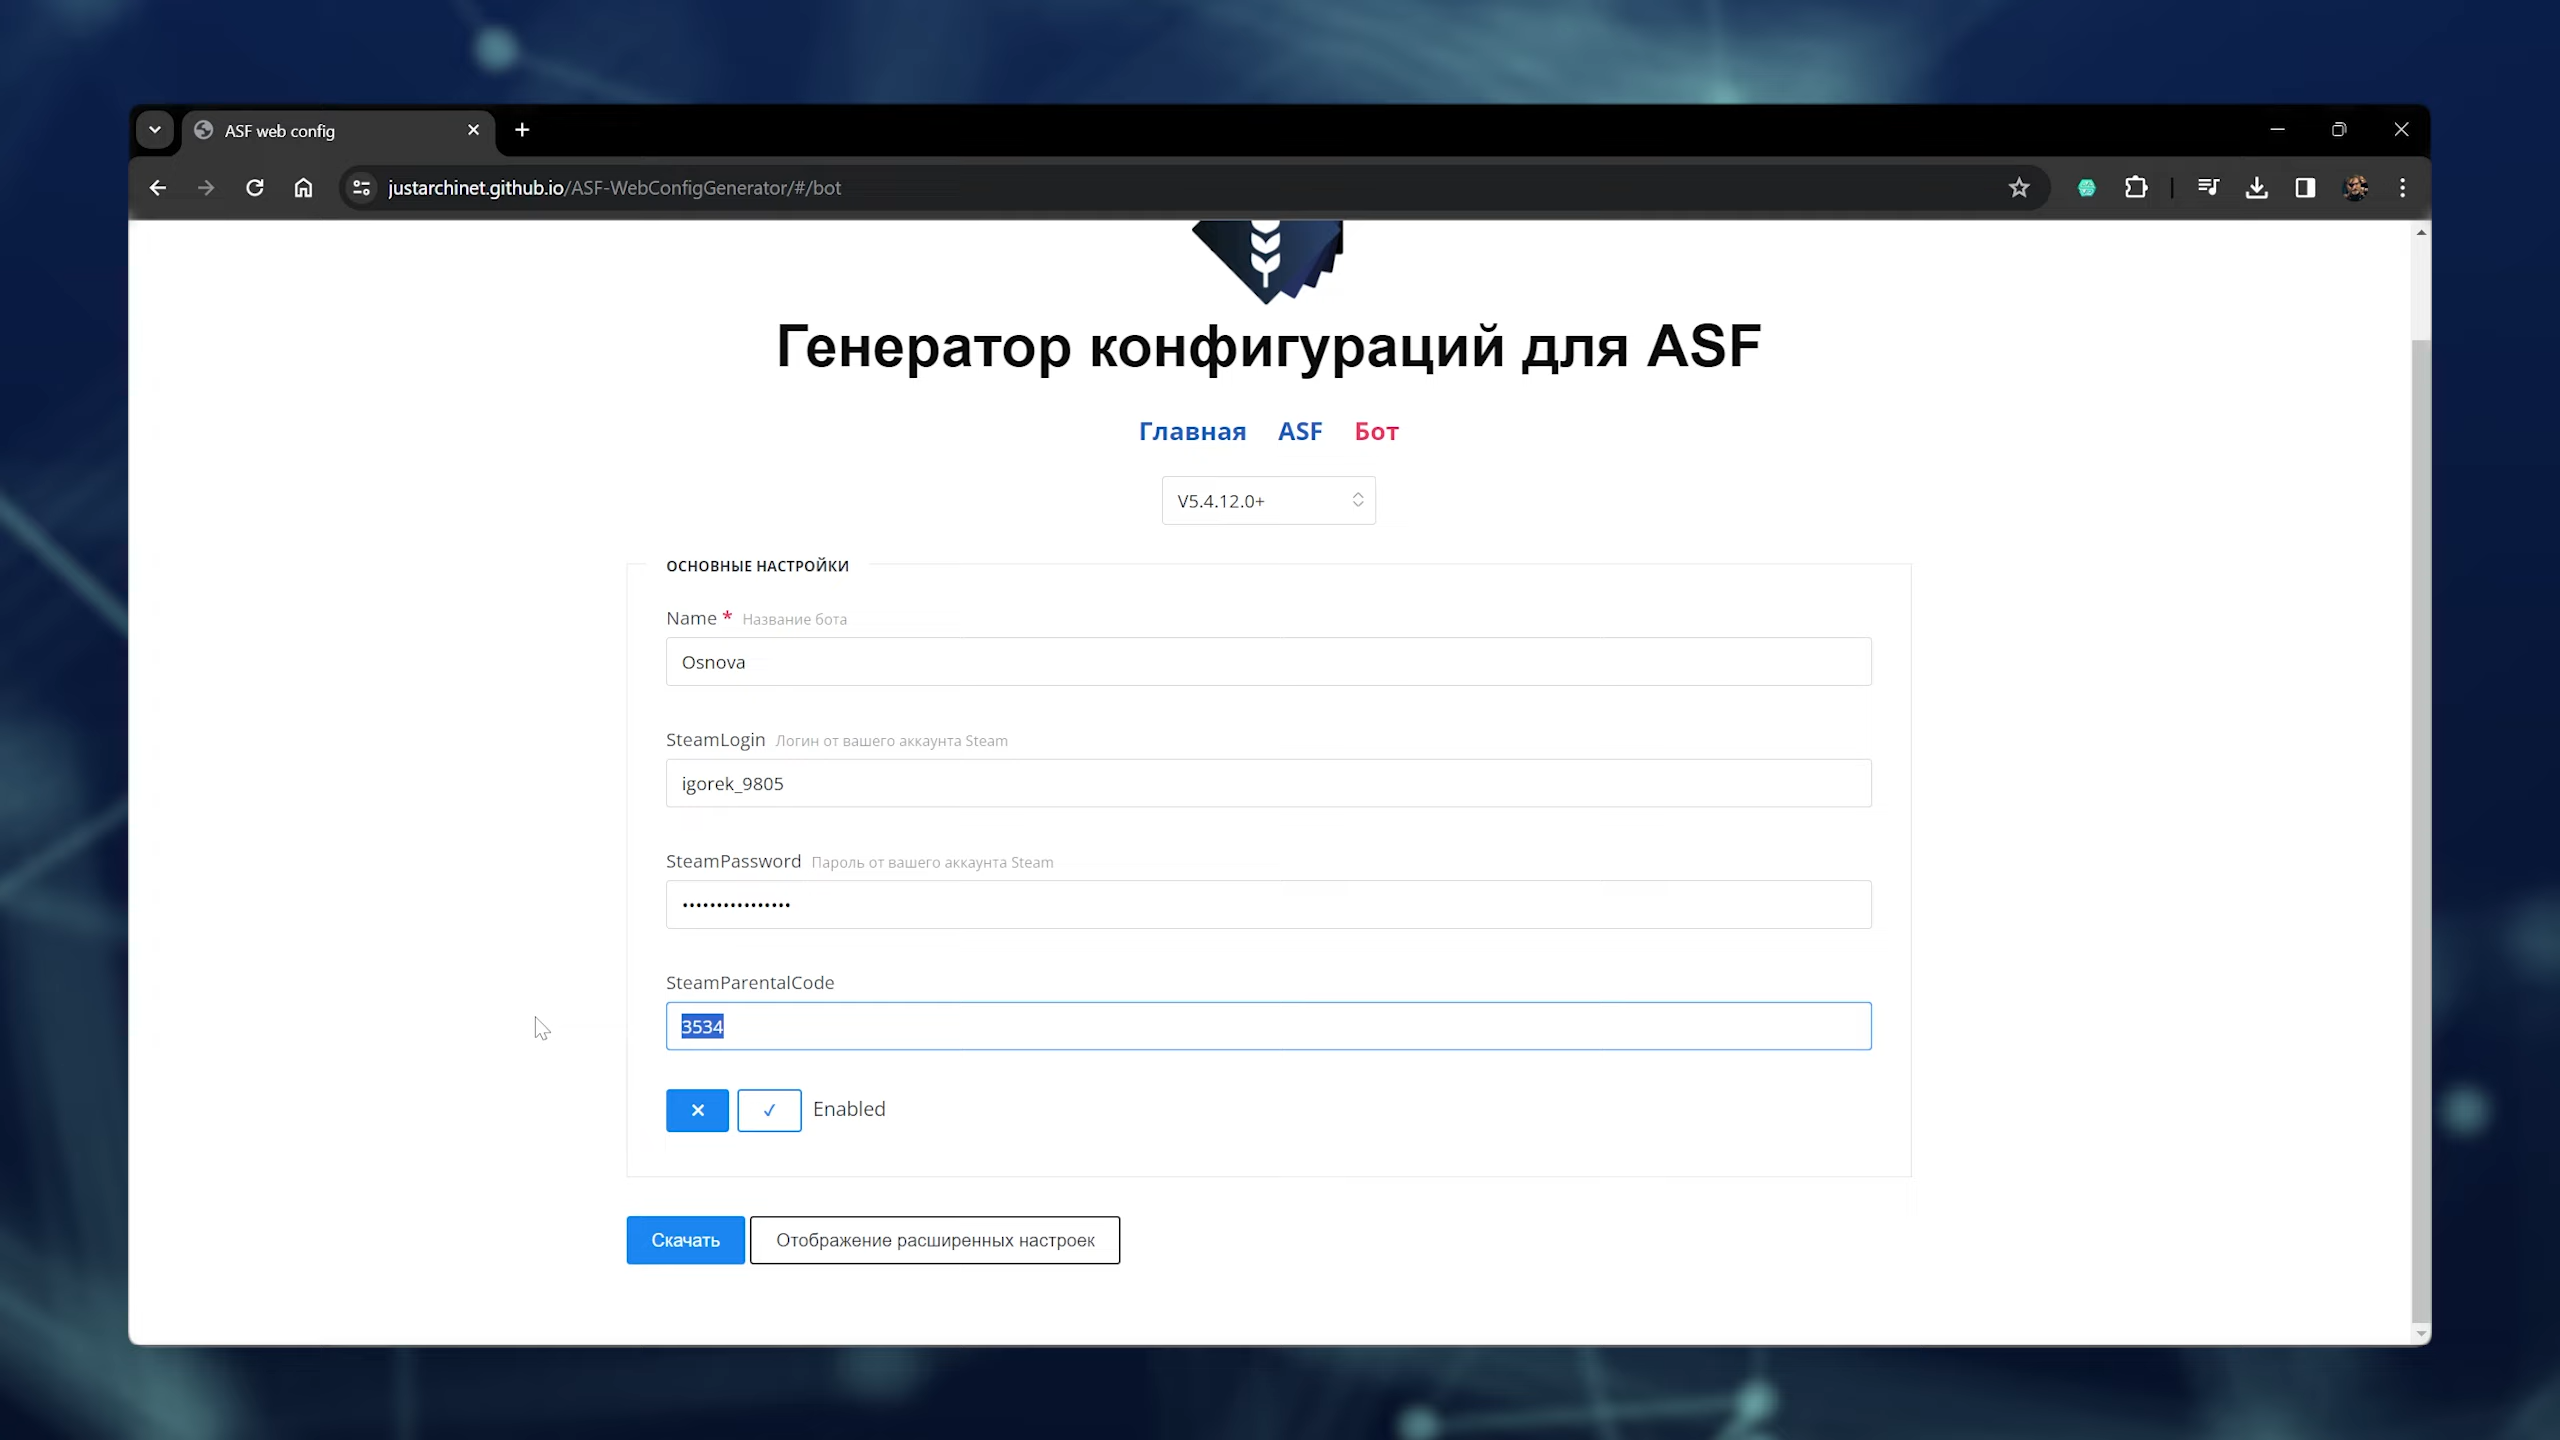 ASF web config
justarchinet.github.io/ASF-WebConfigGenerator/#/bot
Генератор конфигураций для ASF
Главная ASF Бот
V5.4.12.0+
ОСНОВНЫЕ НАСТРОЙКИ
Name * Название бота
Osnova
SteamLogin Логин от вашего аккаунта Steam
igorek_9805
SteamPassword Пароль от вашего аккаунта Steam
••••••••••••••••
SteamParentalCode
3534
Enabled
Скачать Отображение расширенных настроек